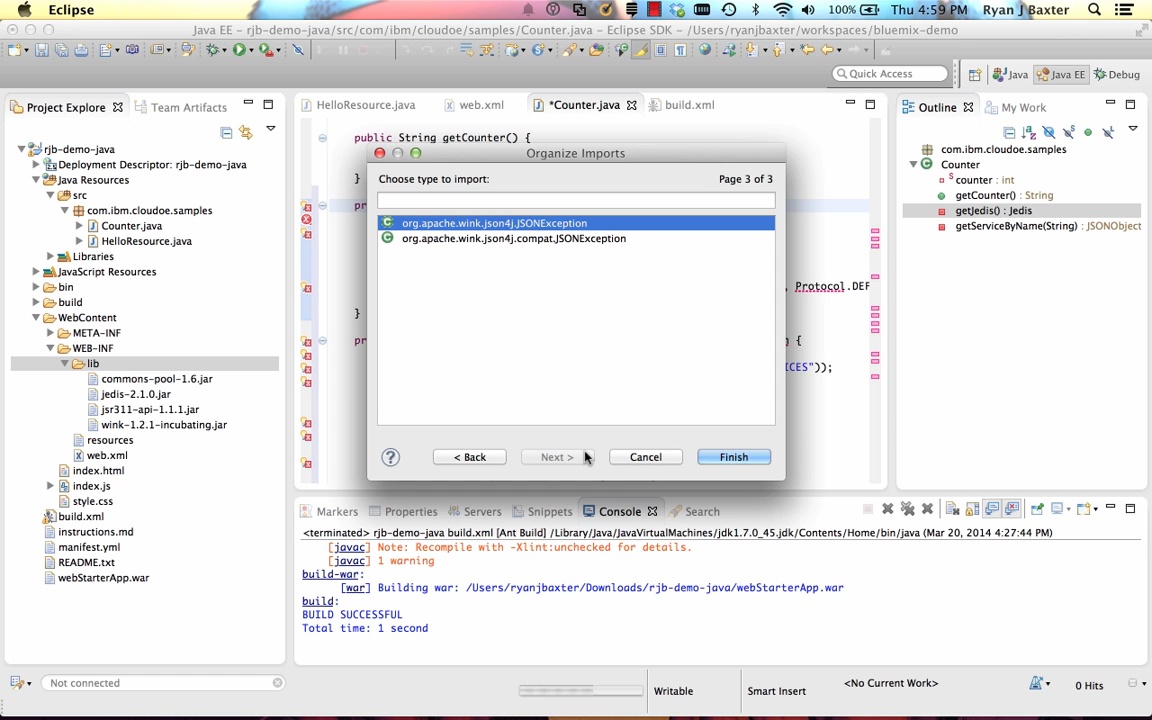 Eclipse 100% Thu 4:59 PM Ryan J Baxter
Java EE - rjb-demo-java/src/com/ibm/cloudoe/samples/Counter.java - Eclipse SDK - /Users/ryanjbaxter/workspaces/bluemix-demo
Quick Access Java Java EE Debug
Project Explore Team Artifacts
rjb-demo-java
Deployment Descriptor: rjb-demo-java
Java Resources
src
com.ibm.cloudoe.samples
Counter.java
HelloResource.java
Libraries
JavaScript Resources
bin
build
WebContent
META-INF
WEB-INF
lib
commons-pool-1.6.jar
jedis-2.1.0.jar
jsr311-api-1.1.1.jar
wink-1.2.1-incubating.jar
resources
web.xml
index.html
index.js
style.css
build.xml
instructions.md
manifest.yml
README.txt
webStarterApp.war
HelloResource.java web.xml *Counter.java build.xml
public String getCounter() {
}
pr
, Protocol.DEF
}
pr g {
ICES"));
Organize Imports
Choose type to import: Page 3 of 3
org.apache.wink.json4j.JSONException
org.apache.wink.json4j.compat.JSONException
? < Back Next > Cancel Finish
Outline My Work
com.ibm.cloudoe.samples
Counter
counter : int
getCounter() : String
getJedis() : Jedis
getServiceByName(String) : JSONObject
Markers Properties Servers Snippets Console Search
<terminated> rjb-demo-java build.xml [Ant Build] /Library/Java/JavaVirtualMachines/jdk1.7.0_45.jdk/Contents/Home/bin/java (Mar 20, 2014 4:27:44 PM)
[javac] Note: Recompile with -Xlint:unchecked for details.
[javac] 1 warning
build-war:
[war] Building war: /Users/ryanjbaxter/Downloads/rjb-demo-java/webStarterApp.war
build:
BUILD SUCCESSFUL
Total time: 1 second
Not connected Writable Smart Insert <No Current Work> 0 Hits